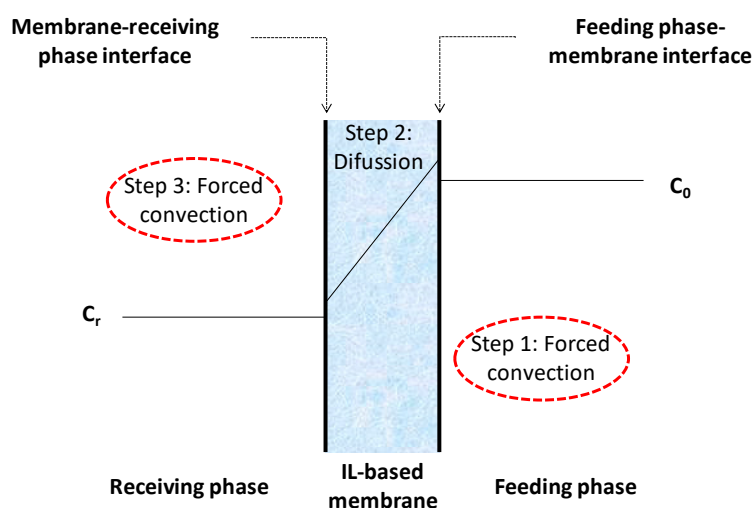 Membrane-receiving
phase interface
Feeding phase-
membrane interface
Step 2:
Difussion
Step 3: Forced
convection
C₀
Cᵣ
Step 1: Forced
convection
Receiving phase
IL-based
membrane
Feeding phase